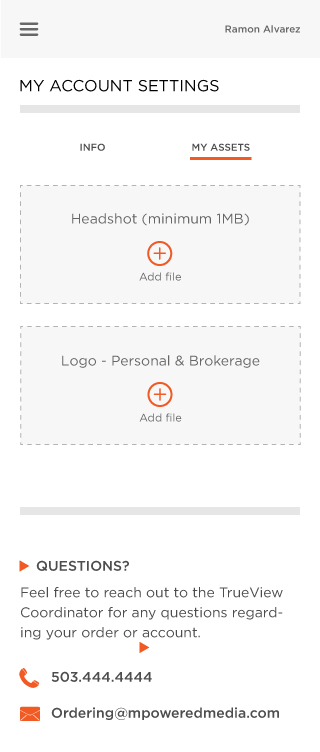 Ramon Alvarez
MY ACCOUNT SETTINGS
INFO
MY ASSETS
Headshot (minimum 1MB)
Add file
Logo - Personal & Brokerage
Add file
QUESTIONS?
Feel free to reach out to the TrueView
Coordinator for any questions regard-
ing your order or account.
503.444.4444
Ordering@mpoweredmedia.com